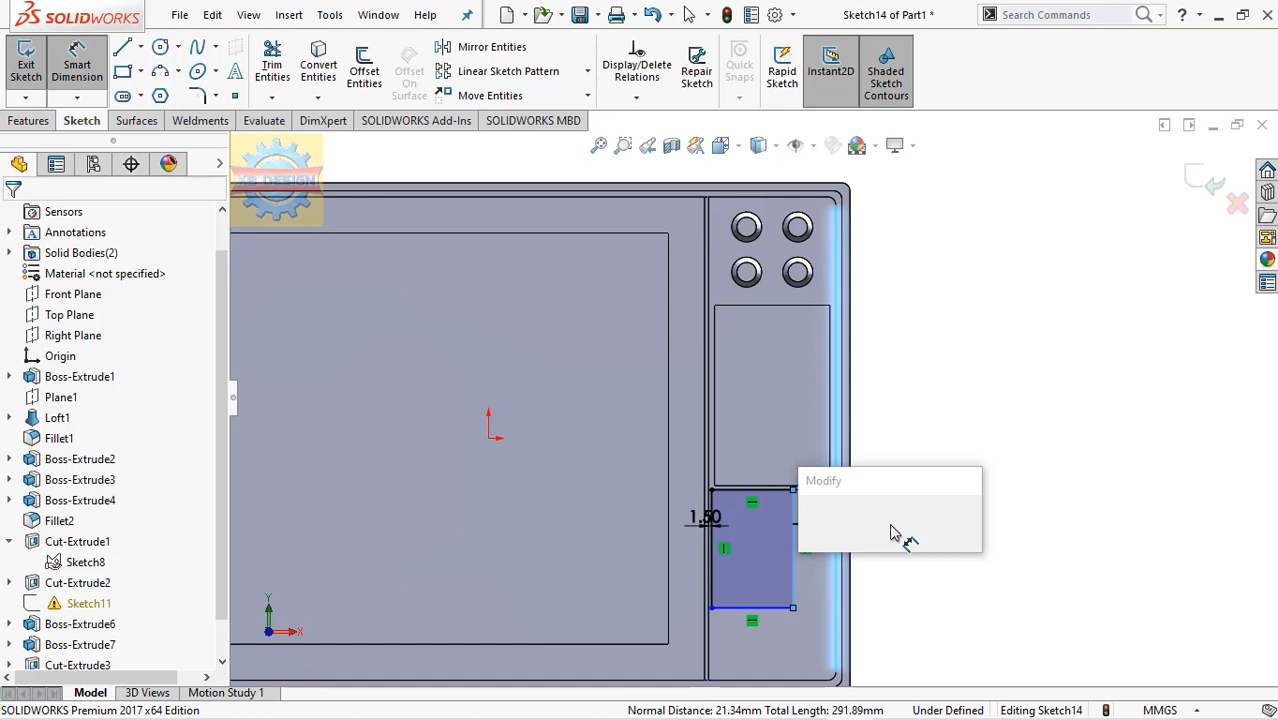 SOLIDWORKS
File Edit View Insert Tools Window Help
Sketch14 of Part1 *
Search Commands
Exit Sketch
Smart Dimension
Trim Entities
Convert Entities
Offset Entities
Offset On Surface
Mirror Entities
Linear Sketch Pattern
Move Entities
Display/Delete Relations
Repair Sketch
Quick Snaps
Rapid Sketch
Instant2D
Shaded Sketch Contours
Features Sketch Surfaces Weldments Evaluate DimXpert SOLIDWORKS Add-Ins SOLIDWORKS MBD
KB DESIGN
Sensors
Annotations
Solid Bodies(2)
Material <not specified>
Front Plane
Top Plane
Right Plane
Origin
Boss-Extrude1
Plane1
Loft1
Fillet1
Boss-Extrude2
Boss-Extrude3
Boss-Extrude4
Fillet2
Cut-Extrude1
Sketch8
Cut-Extrude2
Sketch11
Boss-Extrude6
Boss-Extrude7
Cut-Extrude3
Modify
1.50
Y
X
Model 3D Views Motion Study 1
SOLIDWORKS Premium 2017 x64 Edition
Normal Distance: 21.34mm Total Length: 291.89mm Under Defined Editing Sketch14 MMGS